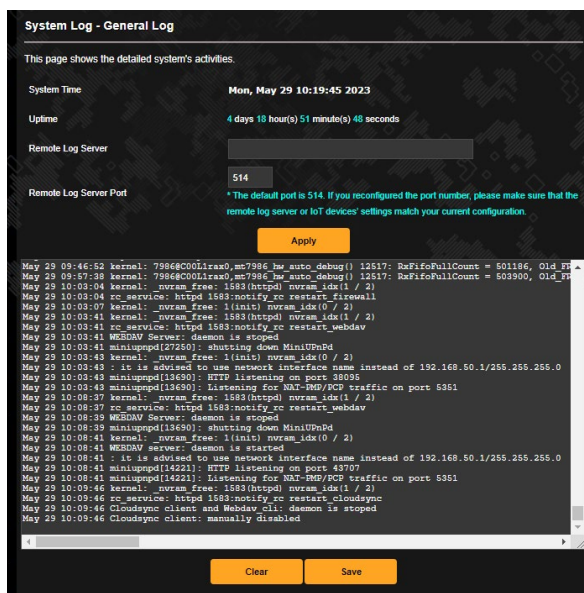 System Log - General Log
This page shows the detailed system's activities.
System Time Mon, May 29 10:19:45 2023
Uptime 4 days 18 hour(s) 51 minute(s) 48 seconds
Remote Log Server
Remote Log Server Port 514
* The default port is 514. If you reconfigured the port number, please make sure that the
remote log server or IoT devices' settings match your current configuration.
Apply
May 29 09:46:52 kernel: 7986@C00L1rax0,mt7986_hw_auto_debug() 12517: RxFifoFullCount = 501186, Old_FR
May 29 09:57:38 kernel: 7986@C00L1rax0,mt7986_hw_auto_debug() 12517: RxFifoFullCount = 503900, Old_FR
May 29 10:03:04 kernel: _nvram_free: 1583(httpd) nvram_idx(1 / 2)
May 29 10:03:04 rc_service: httpd 1583:notify_rc restart_firewall
May 29 10:03:07 kernel: _nvram_free: 1(init) nvram_idx(0 / 2)
May 29 10:03:41 kernel: _nvram_free: 1583(httpd) nvram_idx(1 / 2)
May 29 10:03:41 rc_service: httpd 1583:notify_rc restart_webdav
May 29 10:03:41 WEBDAV Server: daemon is stoped
May 29 10:03:41 miniupnpd[27250]: shutting down MiniUPnPd
May 29 10:03:43 kernel: _nvram_free: 1(init) nvram_idx(0 / 2)
May 29 10:03:43 : it is advised to use network interface name instead of 192.168.50.1/255.255.255.0
May 29 10:03:43 miniupnpd[13690]: HTTP listening on port 38095
May 29 10:03:43 miniupnpd[13690]: Listening for NAT-PMP/PCP traffic on port 5351
May 29 10:08:37 kernel: _nvram_free: 1583(httpd) nvram_idx(1 / 2)
May 29 10:08:37 rc_service: httpd 1583:notify_rc restart_webdav
May 29 10:08:39 WEBDAV Server: daemon is stoped
May 29 10:08:39 miniupnpd[13690]: shutting down MiniUPnPd
May 29 10:08:41 kernel: _nvram_free: 1(init) nvram_idx(0 / 2)
May 29 10:08:41 WEBDAV server: daemon is started
May 29 10:08:41 : it is advised to use network interface name instead of 192.168.50.1/255.255.255.0
May 29 10:08:41 miniupnpd[14221]: HTTP listening on port 43707
May 29 10:08:41 miniupnpd[14221]: Listening for NAT-PMP/PCP traffic on port 5351
May 29 10:09:46 kernel: _nvram_free: 1583(httpd) nvram_idx(1 / 2)
May 29 10:09:46 rc_service: httpd 1583:notify_rc restart_cloudsync
May 29 10:09:46 Cloudsync client and Webdav_cli: daemon is stoped
May 29 10:09:46 Cloudsync client: manually disabled
Clear Save